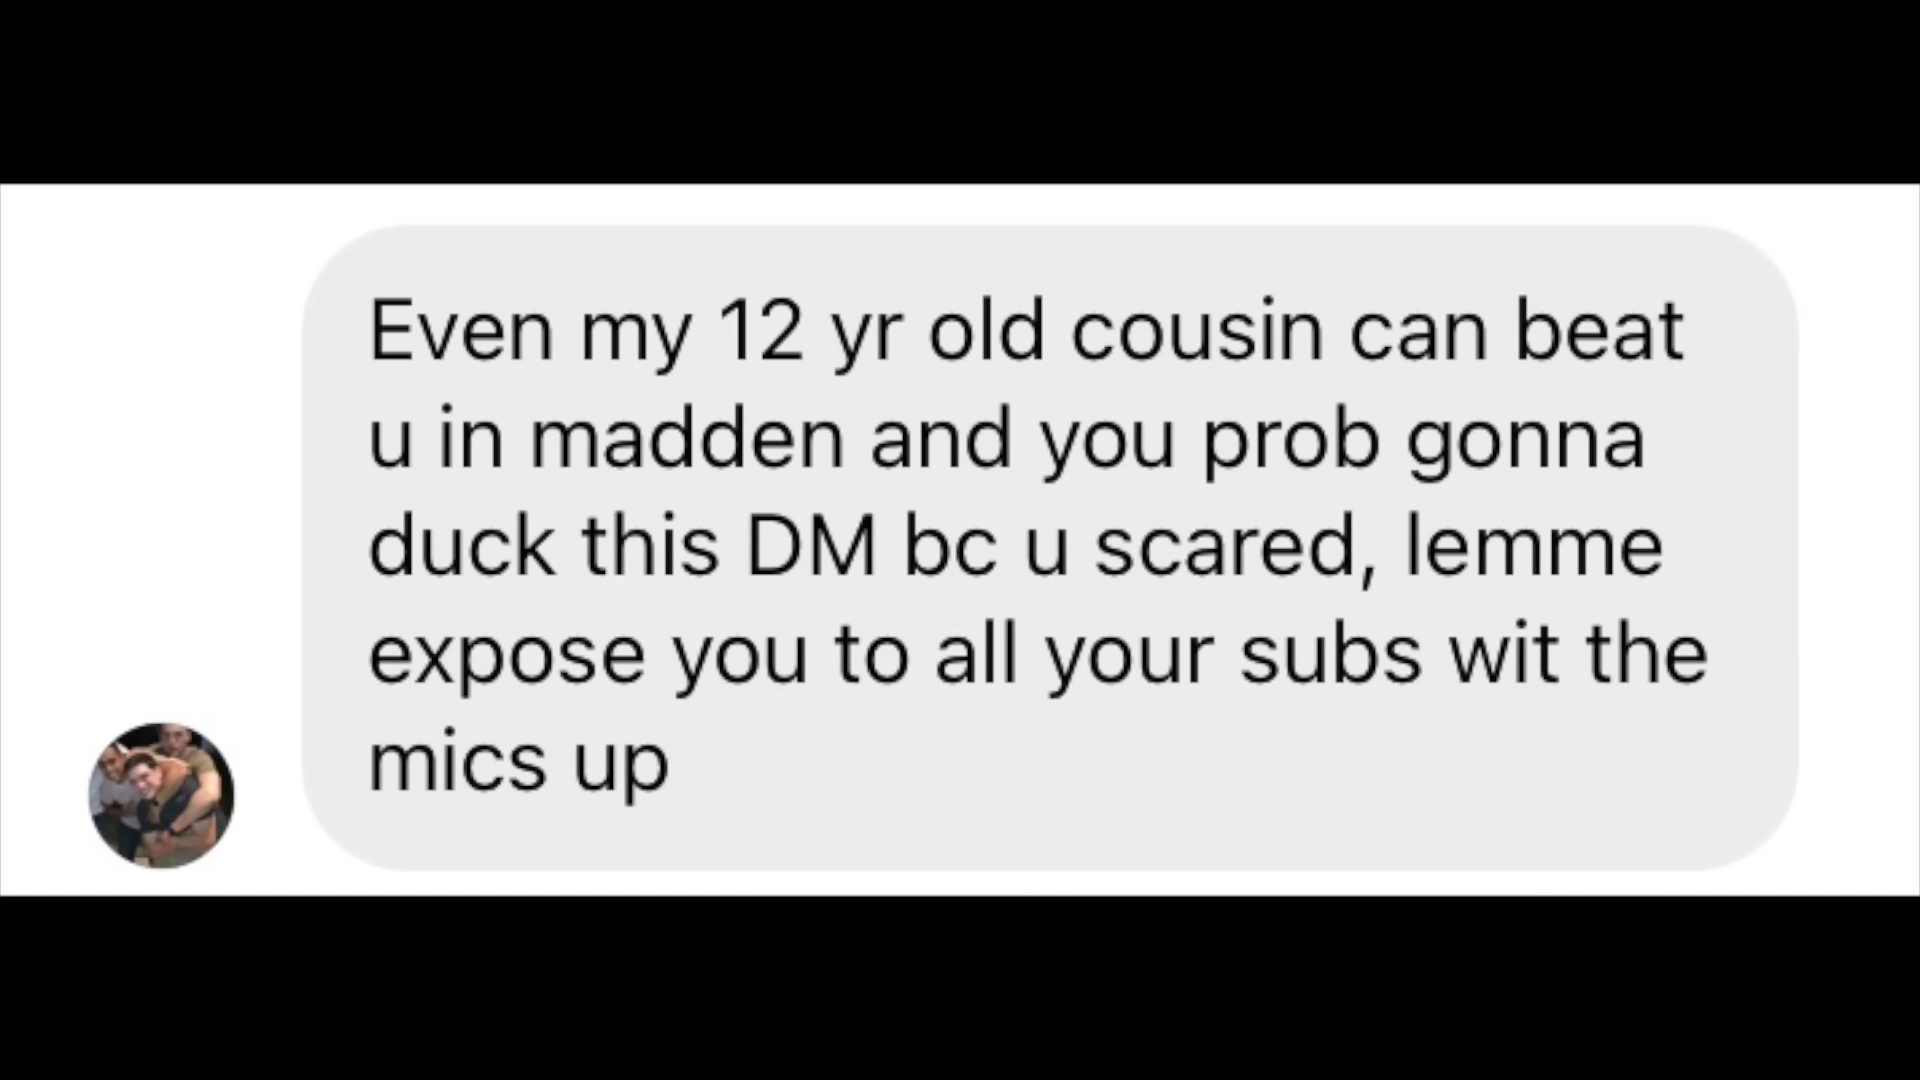 Even my 12 yr old cousin can beat
u in madden and you prob gonna
duck this DM bc u scared, lemme
expose you to all your subs wit the
mics up